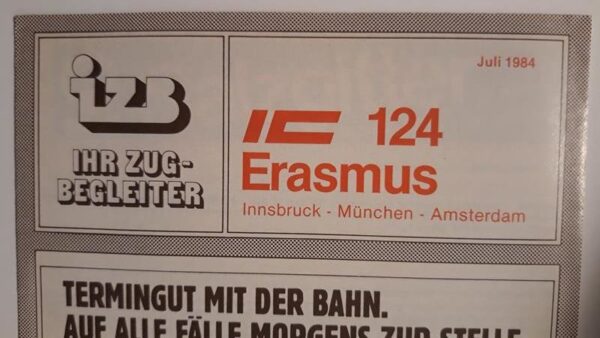 izb
IHR ZUG-
BEGLEITER
Juli 1984
IC 124
Erasmus
Innsbruck - München - Amsterdam
TERMINGUT MIT DER BAHN.
AUF ALLE FÄLLE MORGENS ZUR STELLE